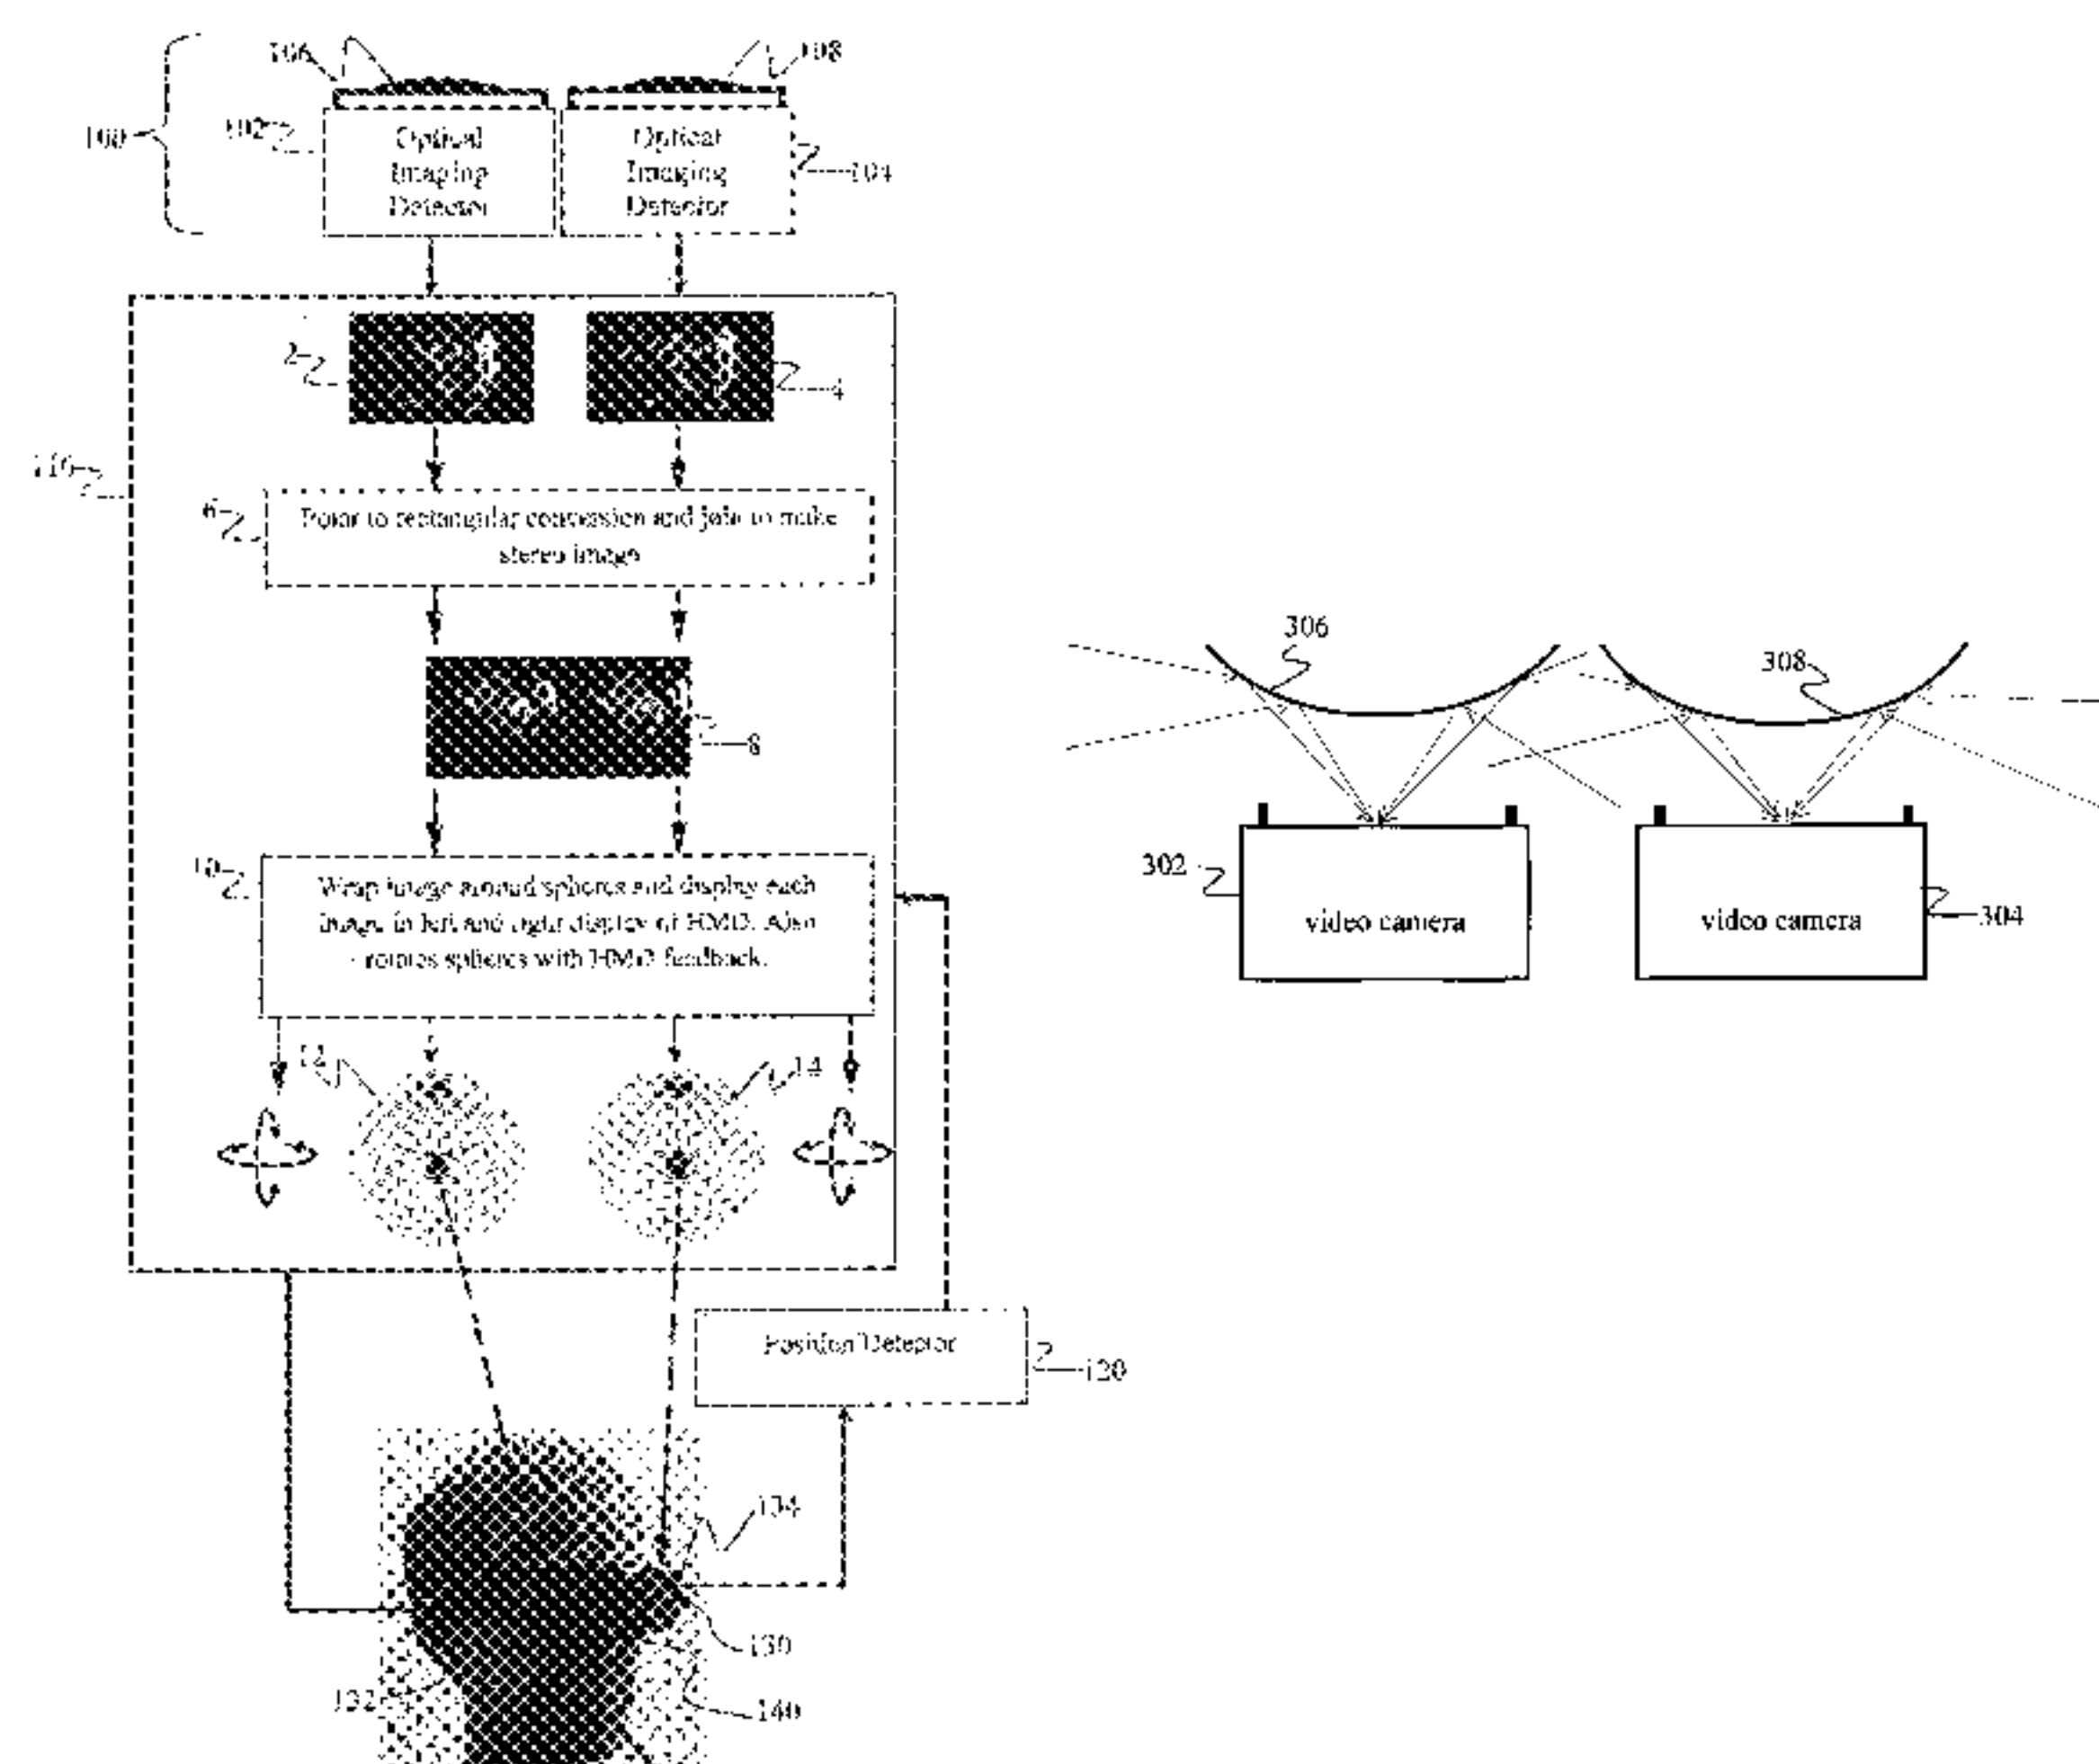 106
108
100
102
Optical
Imaging
Detector
Optical
Imaging
Detector
104
2
4
110
6
Polar to rectangular conversion and join to make
stereo image
8
10
Wrap image around spheres and display each
image in left and right display of HMD. Also
rotates spheres with HMD feedback.
12
14
Position Detector
120
134
130
132
140
306
308
302
video camera
video camera
304